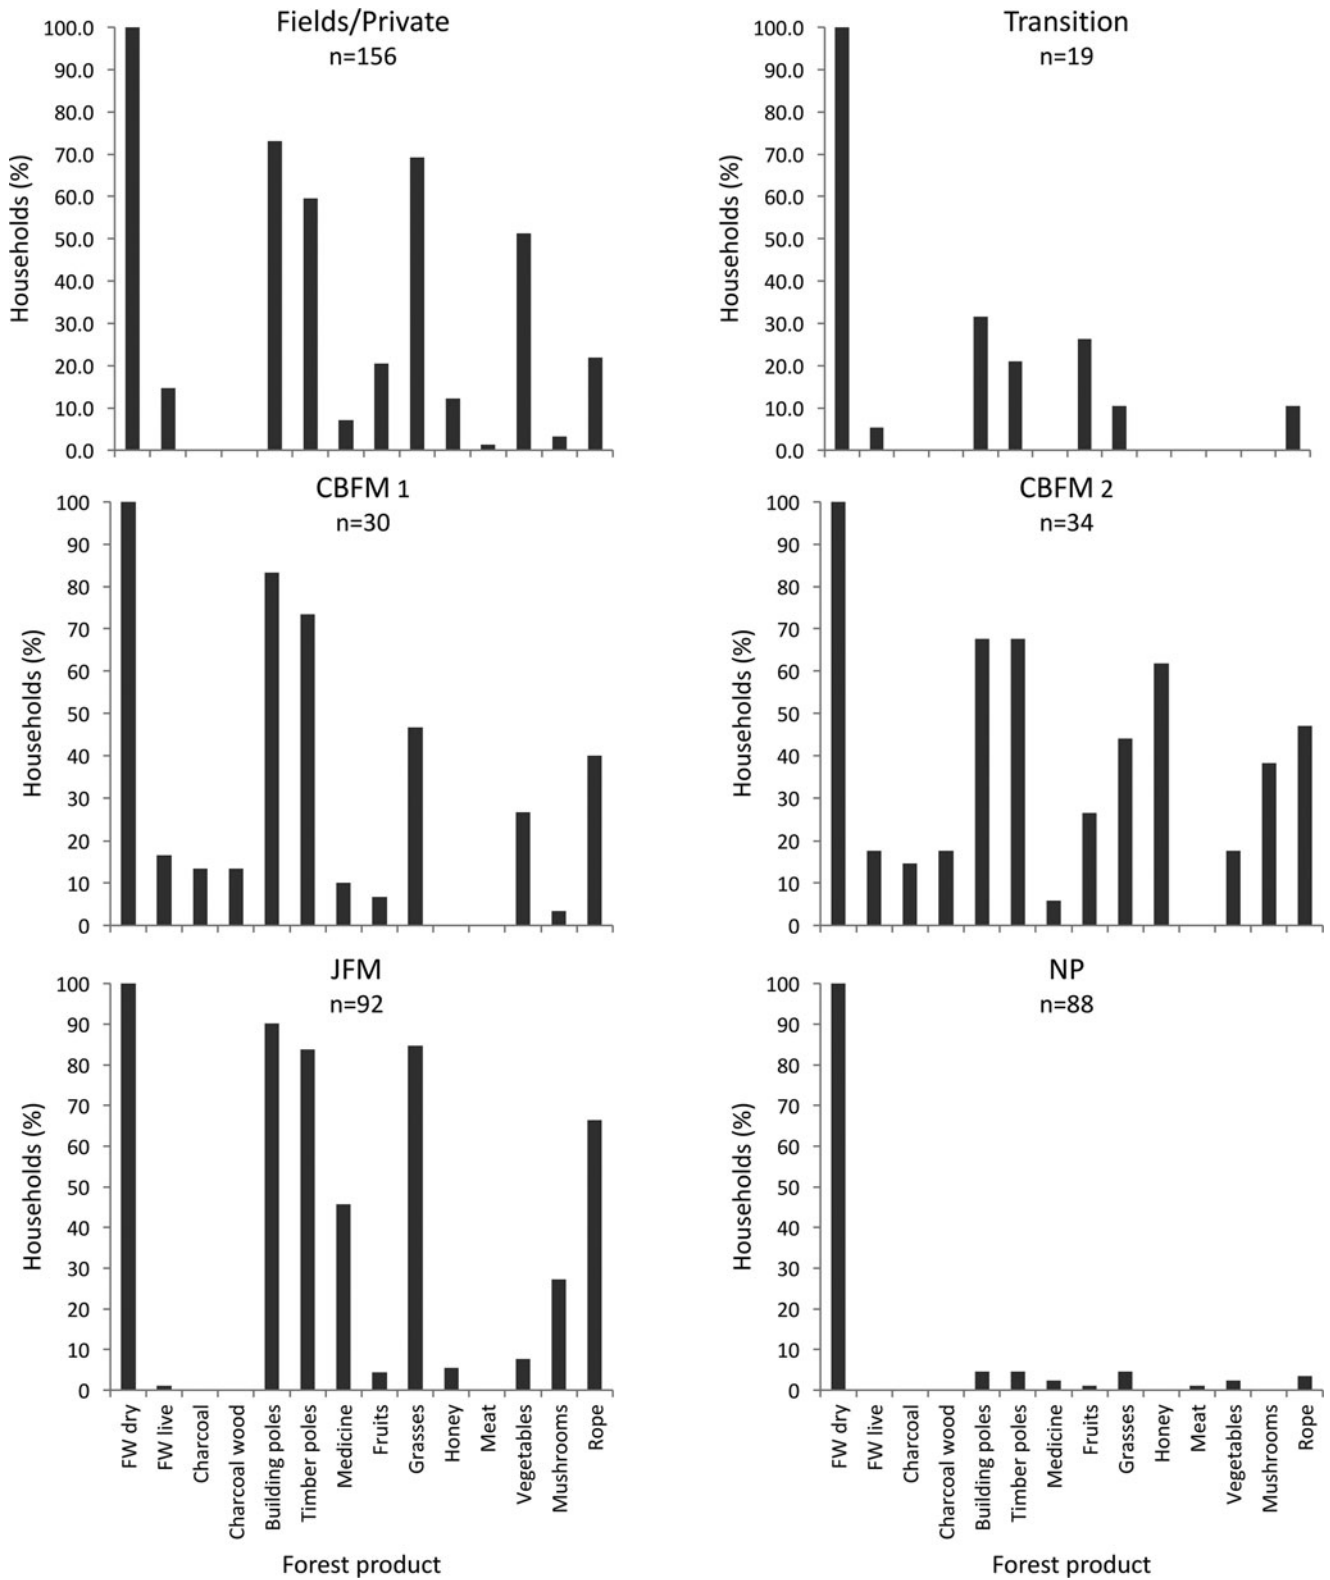 Fields/Private
n=156
Households (%)
100.0
90.0
80.0
70.0
60.0
50.0
40.0
30.0
20.0
10.0
0.0
Transition
n=19
Households (%)
100.0
90.0
80.0
70.0
60.0
50.0
40.0
30.0
20.0
10.0
0.0
CBFM 1
n=30
Households (%)
100
90
80
70
60
50
40
30
20
10
0
CBFM 2
n=34
Households (%)
100
90
80
70
60
50
40
30
20
10
0
JFM
n=92
Households (%)
100
90
80
70
60
50
40
30
20
10
0
FW dry
FW live
Charcoal
Charcoal wood
Building poles
Timber poles
Medicine
Fruits
Grasses
Honey
Meat
Vegetables
Mushrooms
Rope
Forest product
NP
n=88
Households (%)
100
90
80
70
60
50
40
30
20
10
0
FW dry
FW live
Charcoal
Charcoal wood
Building poles
Timber poles
Medicine
Fruits
Grasses
Honey
Meat
Vegetables
Mushrooms
Rope
Forest product